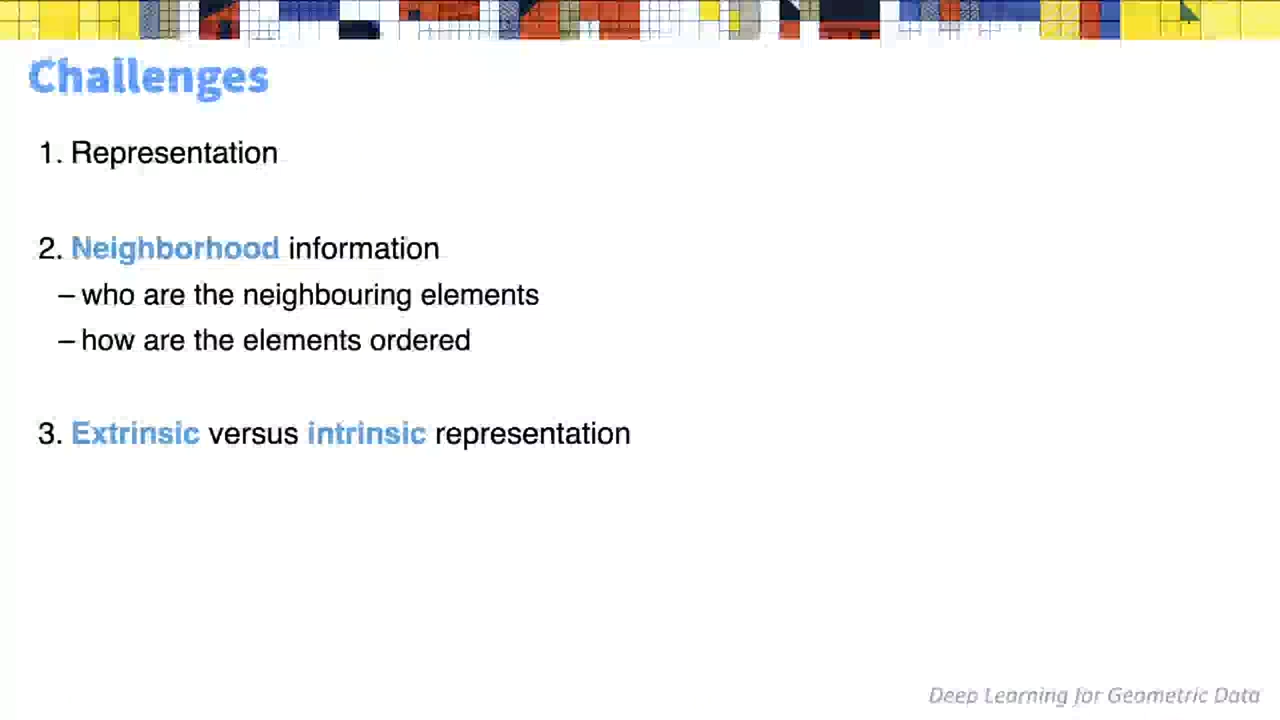 Challenges
1. Representation
2. Neighborhood information
– who are the neighbouring elements
– how are the elements ordered
3. Extrinsic versus intrinsic representation
Deep Learning for Geometric Data